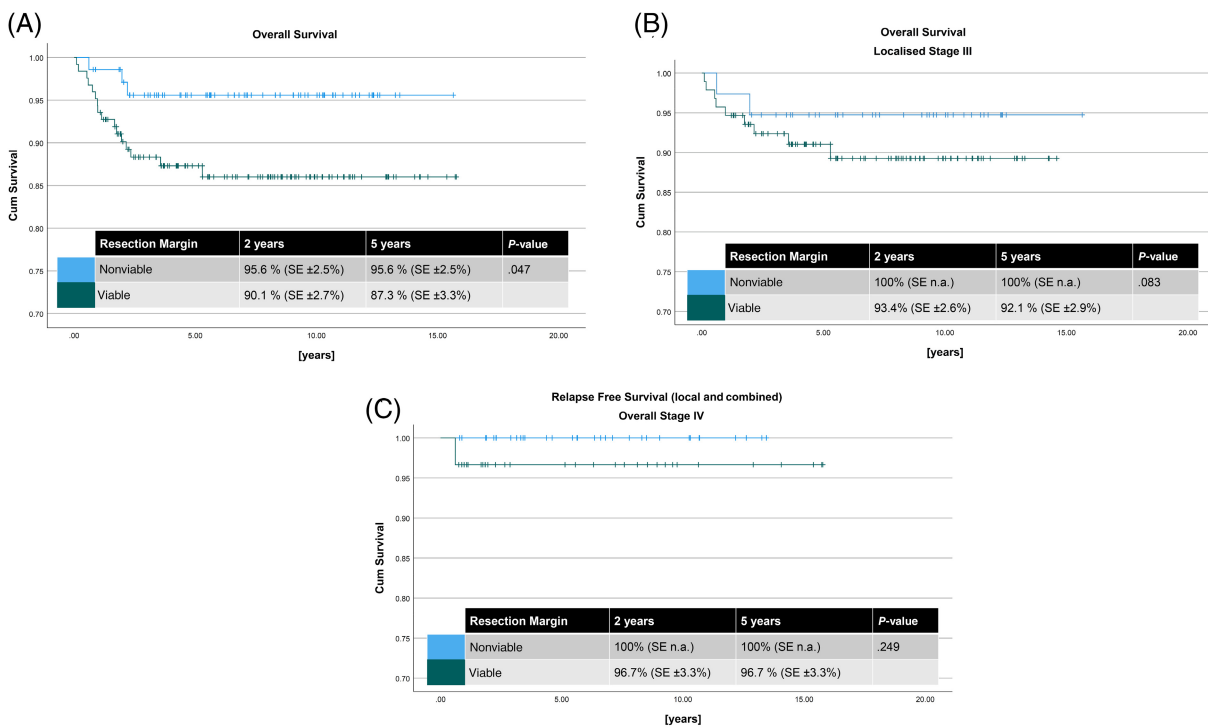 (A)
Overall Survival
1.00
0.95
0.90
0.85
0.80
0.75
0.70
Cum Survival
Resection Margin 2 years 5 years P-value
Nonviable 95.6 % (SE ±2.5%) 95.6 % (SE ±2.5%) .047
Viable 90.1 % (SE ±2.7%) 87.3 % (SE ±3.3%)
.00 5.00 10.00 15.00 20.00
[years]
(B)
Overall Survival
Localised Stage III
1.00
0.95
0.90
0.85
0.80
0.75
0.70
Cum Survival
Resection Margin 2 years 5 years P-value
Nonviable 100% (SE n.a.) 100% (SE n.a.) .083
Viable 93.4% (SE ±2.6%) 92.1 % (SE ±2.9%)
.00 5.00 10.00 15.00 20.00
[years]
(C)
Relapse Free Survival (local and combined)
Overall Stage IV
1.00
0.95
0.90
0.85
0.80
0.75
0.70
Cum Survival
Resection Margin 2 years 5 years P-value
Nonviable 100% (SE n.a.) 100% (SE n.a.) .249
Viable 96.7% (SE ±3.3%) 96.7 % (SE ±3.3%)
.00 5.00 10.00 15.00 20.00
[years]